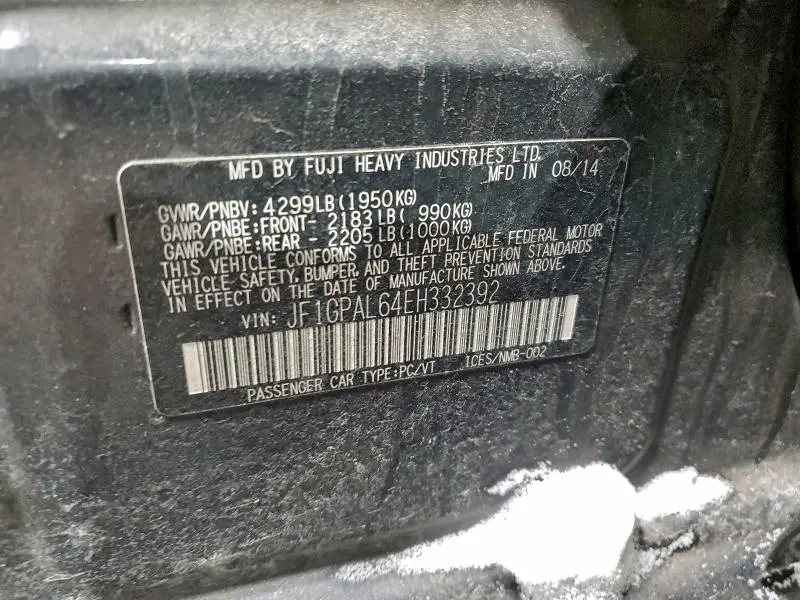 MFD BY FUJI HEAVY INDUSTRIES LTD.
MFD IN 08/14
GVWR/PNBV: 4299LB(1950KG)
GAWR/PNBE:FRONT- 2183LB( 990KG)
GAWR/PNBE:REAR - 2205LB(1000KG)
THIS VEHICLE CONFORMS TO ALL APPLICABLE FEDERAL MOTOR
VEHICLE SAFETY, BUMPER, AND THEFT PREVENTION STANDARDS
IN EFFECT ON THE DATE OF MANUFACTURE SHOWN ABOVE.
VIN: JF1GPAL64EH332392
PASSENGER CAR TYPE:PG/VT ICES/NMB-002